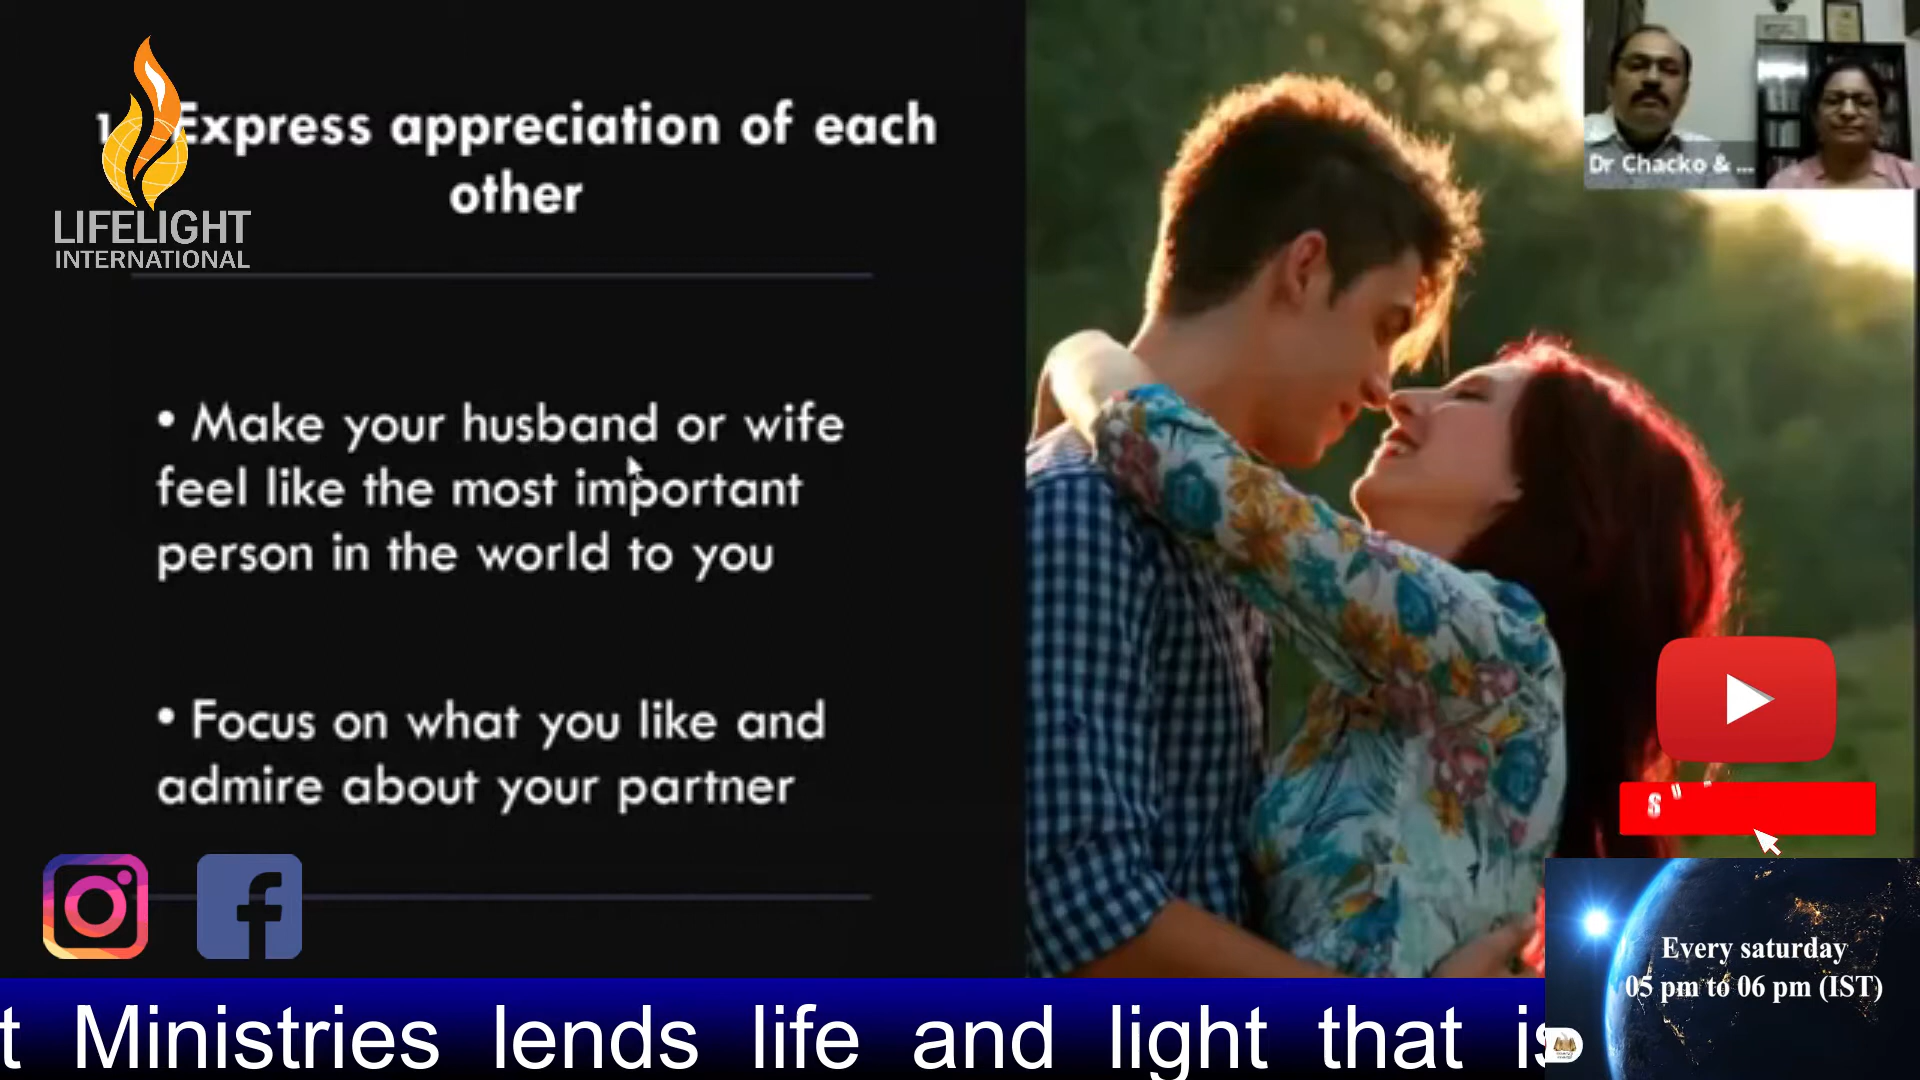 1. Express appreciation of each
other
LIFELIGHT
INTERNATIONAL
• Make your husband or wife
feel like the most important
person in the world to you
• Focus on what you like and
admire about your partner
Dr Chacko & ...
S U
Every saturday
05 pm to 06 pm (IST)
t Ministries lends life and light that is